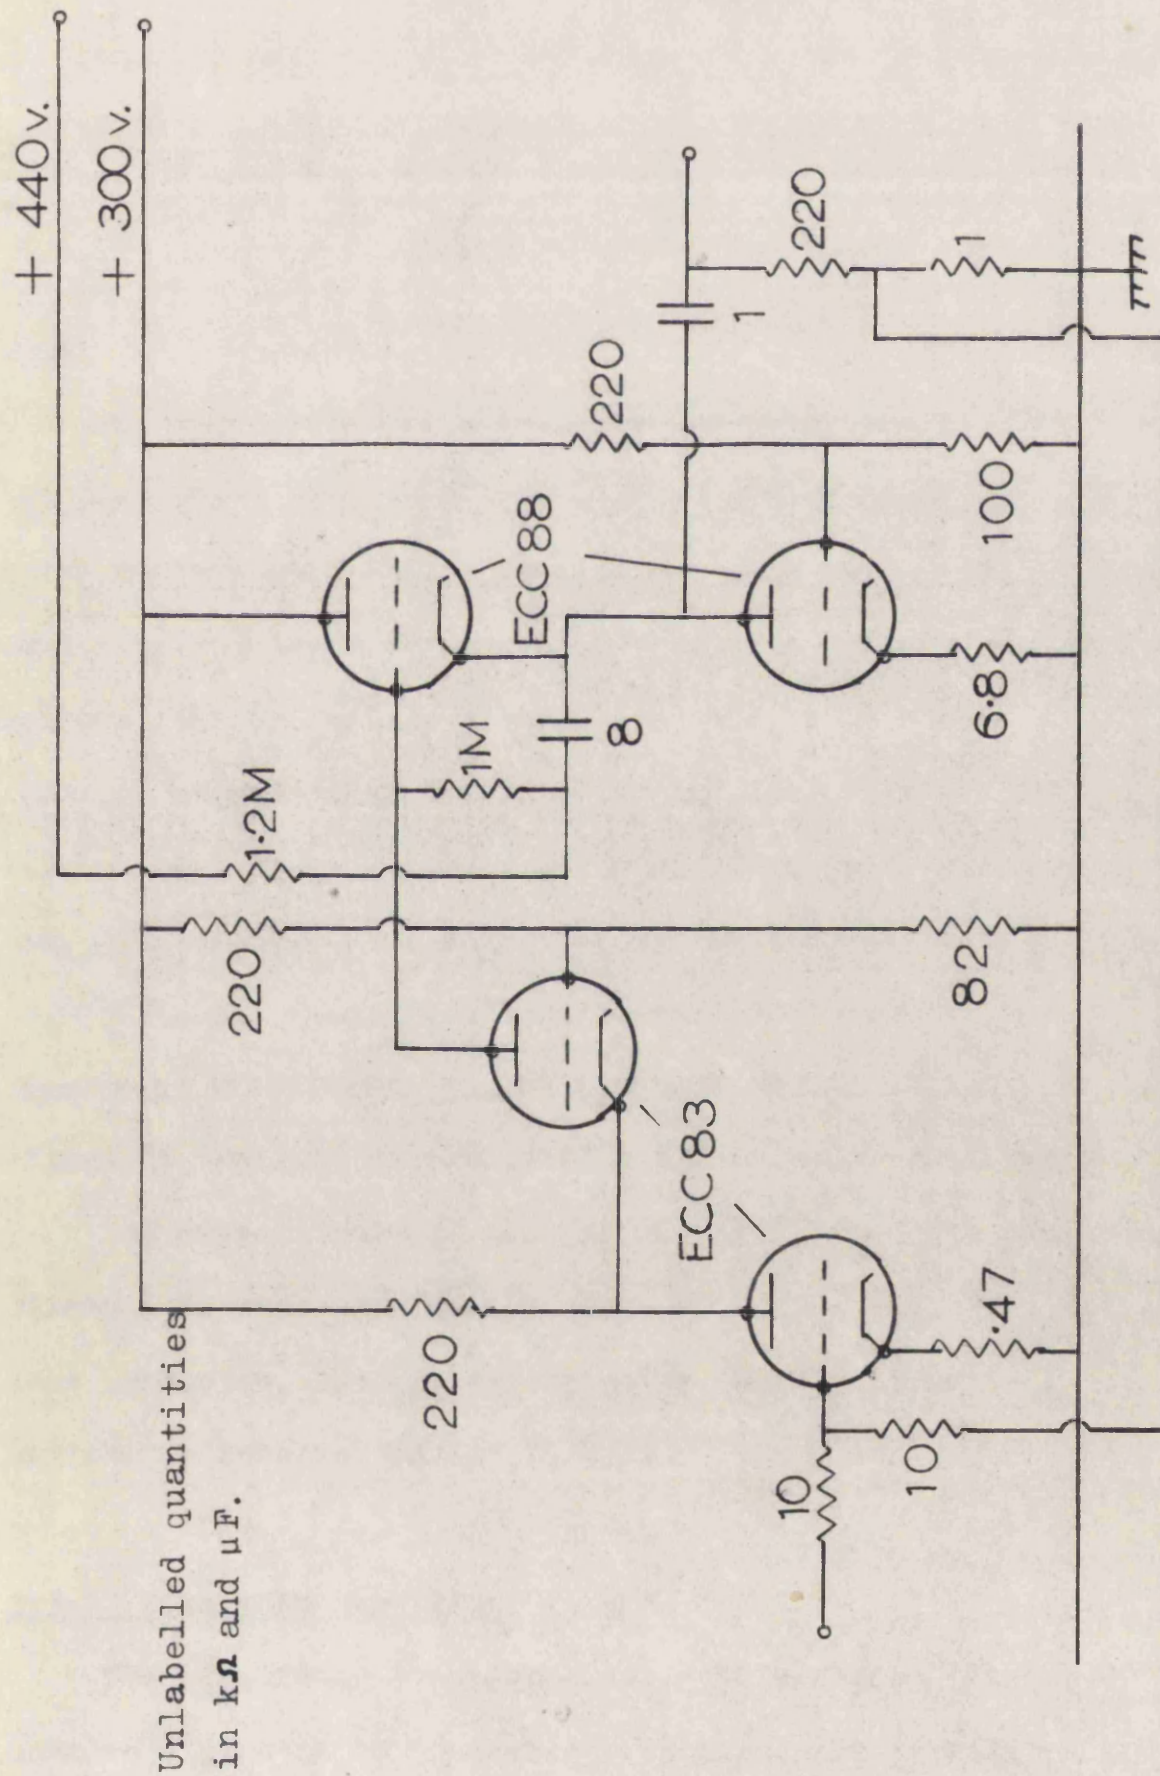 + 440 v.
+ 300 v.
1·2M
220
220
1M
8
ECC 88
220
1
220
1
ECC 83
220
82
6·8
100
10
10
·47
Unlabelled quantities
in kΩ and μF.